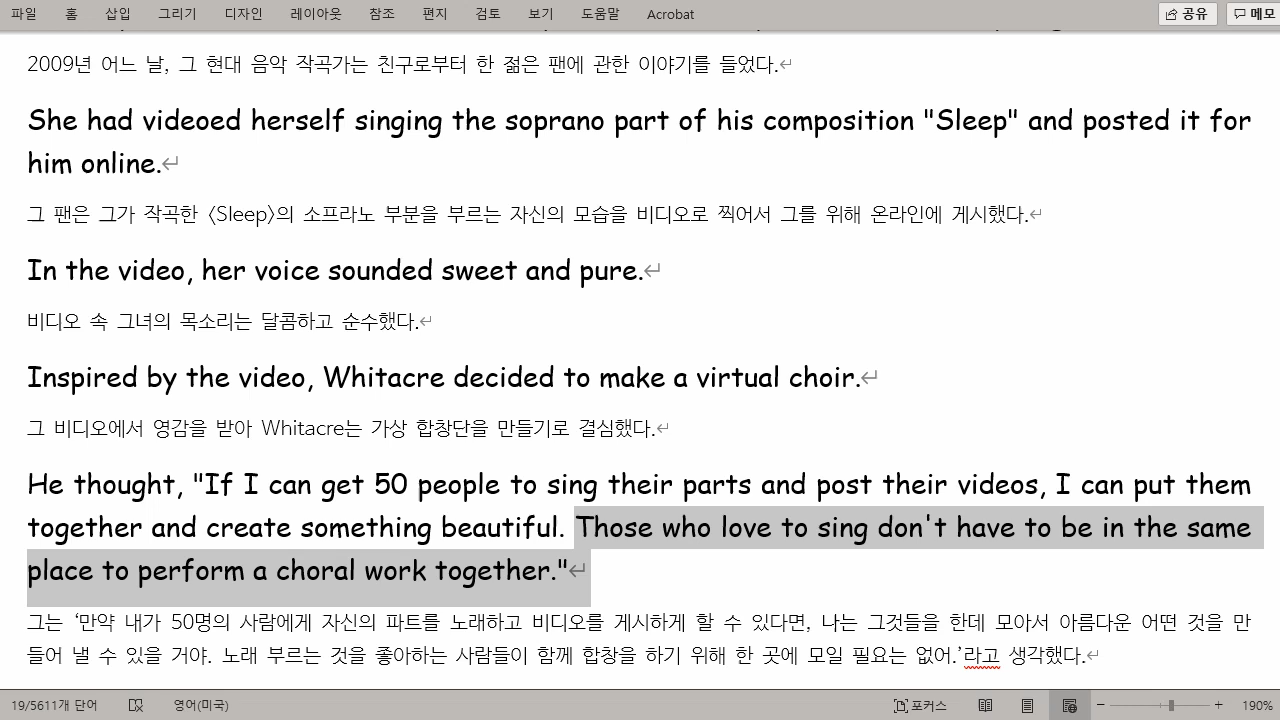 파일 홈 삽입 그리기 디자인 레이아웃 참조 편지 검토 보기 도움말 Acrobat 공유 메모
2009년 어느 날, 그 현대 음악 작곡가는 친구로부터 한 젊은 팬에 관한 이야기를 들었다.
She had videoed herself singing the soprano part of his composition "Sleep" and posted it for
him online.
그 팬은 그가 작곡한 〈Sleep〉의 소프라노 부분을 부르는 자신의 모습을 비디오로 찍어서 그를 위해 온라인에 게시했다.
In the video, her voice sounded sweet and pure.
비디오 속 그녀의 목소리는 달콤하고 순수했다.
Inspired by the video, Whitacre decided to make a virtual choir.
그 비디오에서 영감을 받아 Whitacre는 가상 합창단을 만들기로 결심했다.
He thought, "If I can get 50 people to sing their parts and post their videos, I can put them
together and create something beautiful. Those who love to sing don't have to be in the same
place to perform a choral work together."
그는 ‘만약 내가 50명의 사람에게 자신의 파트를 노래하고 비디오를 게시하게 할 수 있다면, 나는 그것들을 한데 모아서 아름다운 어떤 것을 만
들어 낼 수 있을 거야. 노래 부르는 것을 좋아하는 사람들이 함께 합창을 하기 위해 한 곳에 모일 필요는 없어.’라고 생각했다.
19/5611개 단어 영어(미국) 포커스 190%